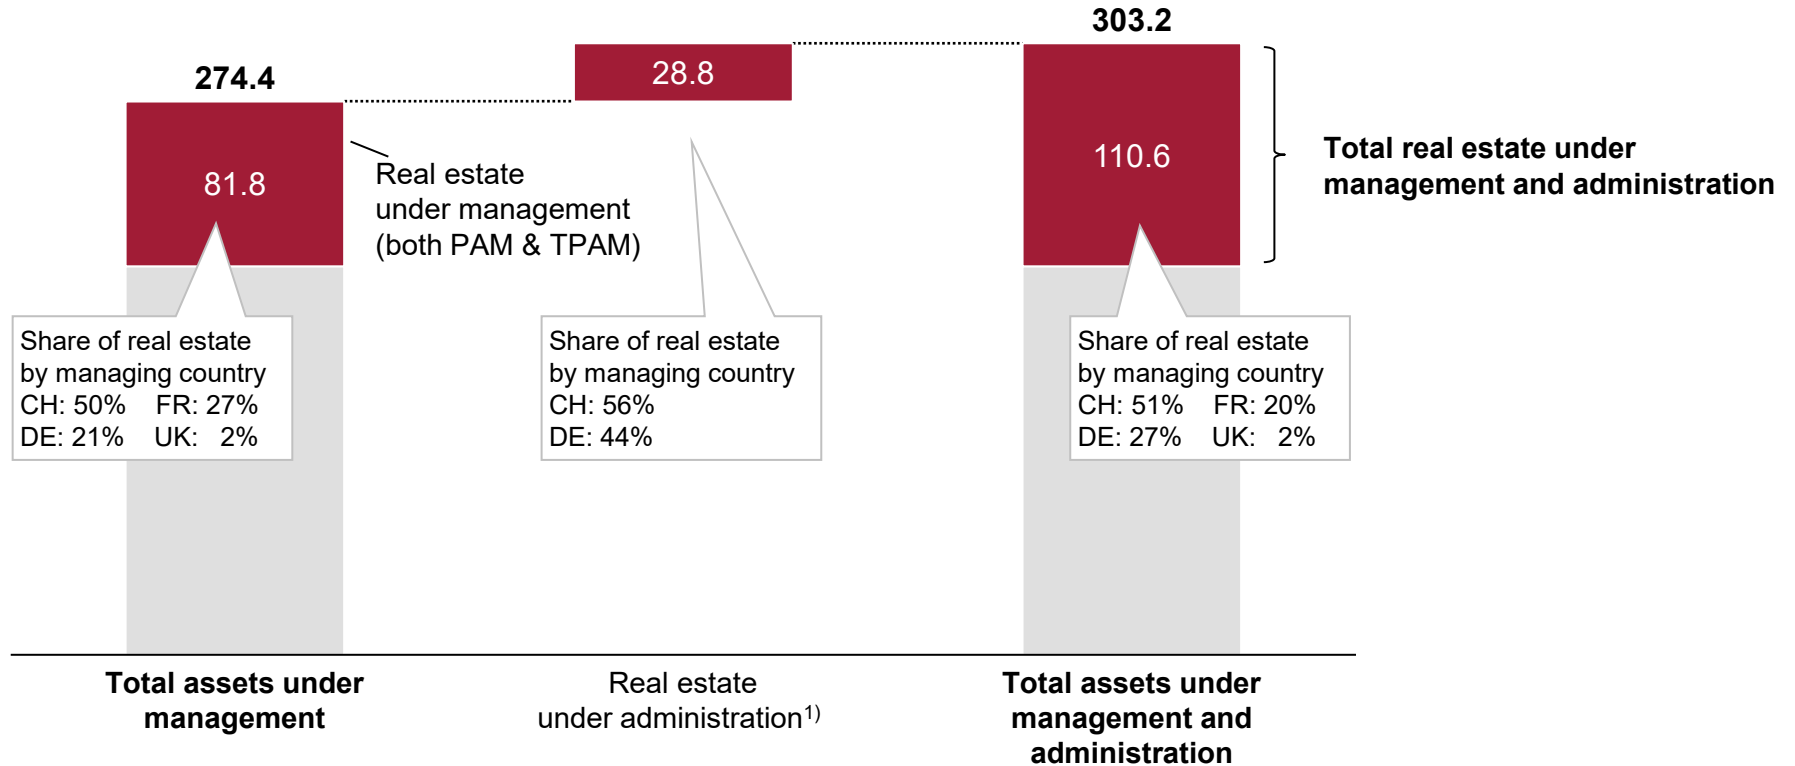 303.2
274.4
28.8
110.6
81.8
Real estate
under management
(both PAM & TPAM)
Total real estate under
management and administration
Share of real estate
by managing country
CH: 50% FR: 27%
DE: 21% UK: 2%
Share of real estate
by managing country
CH: 56%
DE: 44%
Share of real estate
by managing country
CH: 51% FR: 20%
DE: 27% UK: 2%
Total assets under
management
Real estate
under administration1)
Total assets under
management and
administration